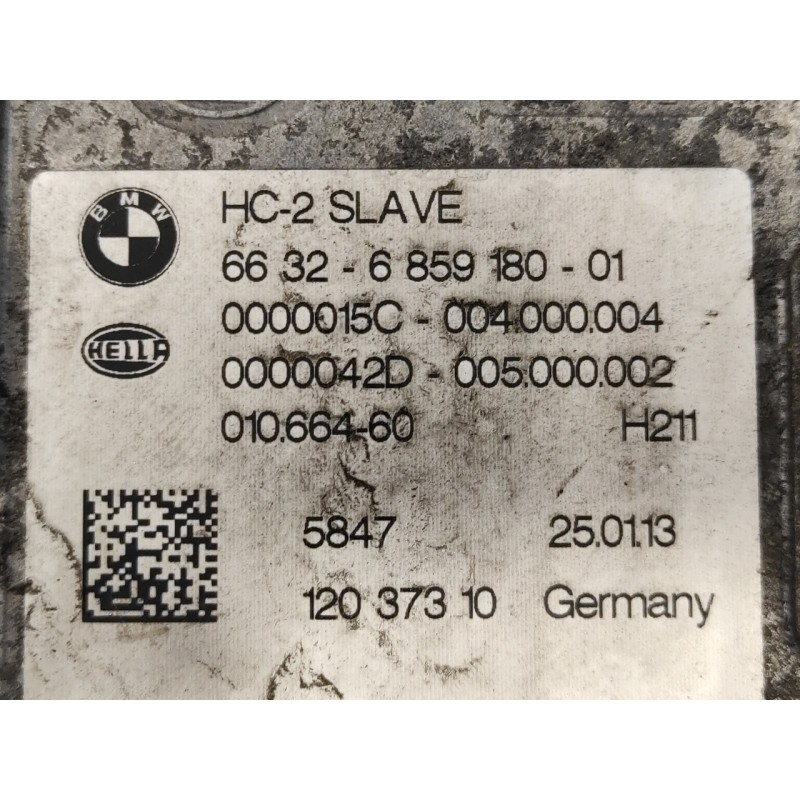 BMW
HC-2 SLAVE
66 32 - 6 859 180 - 01
0000015C - 004.000.004
HELLA
0000042D - 005.000.002
010.664-60 H211
5847 25.01.13
120 373 10 Germany